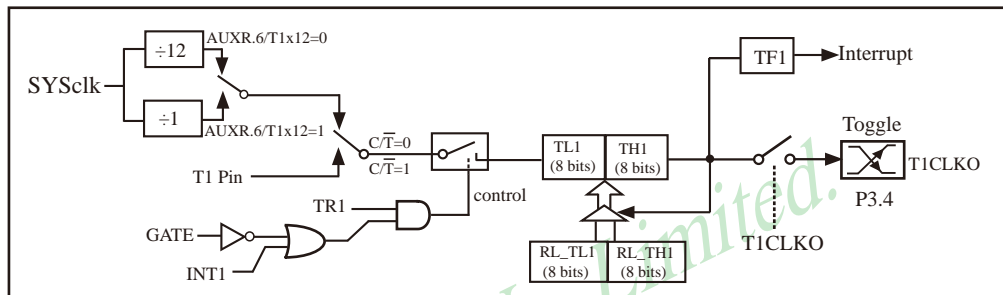 ÷12
AUXR.6/T1x12=0
SYSclk
÷1
AUXR.6/T1x12=1
T1 Pin
C/T̅=0
C/T̅=1
control
TR1
GATE
INT1
TL1
(8 bits)
TH1
(8 bits)
RL_TL1
(8 bits)
RL_TH1
(8 bits)
TF1
Interrupt
Toggle
T1CLKO
P3.4
T1CLKO
Limited.